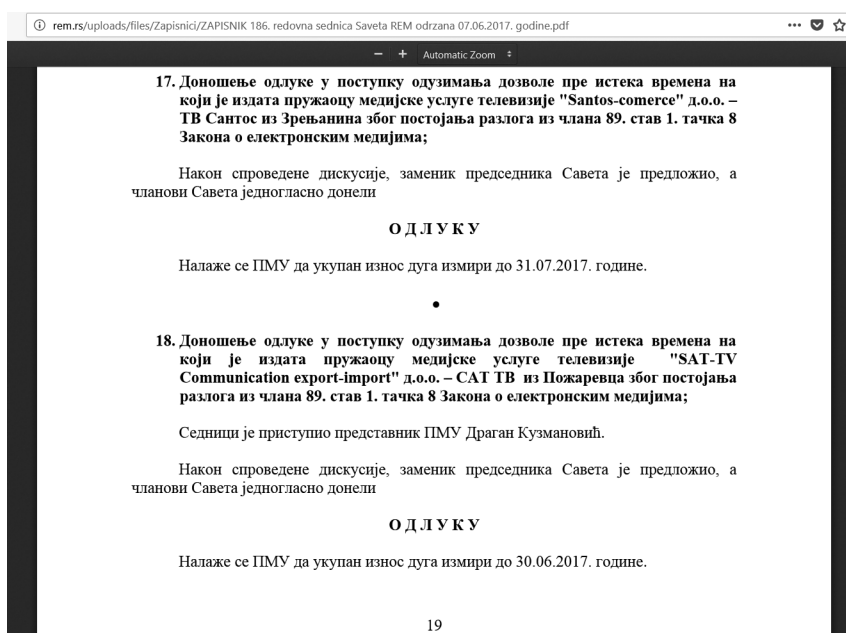 rem.rs/uploads/files/Zapisnici/ZAPISNIK 186. redovna sednica Saveta REM odrzana 07.06.2017. godine.pdf
Automatic Zoom
17. Доношење одлуке у поступку одузимања дозволе пре истека времена на
који је издата пружаоцу медијске услуге телевизије "Santos-comerce" д.о.о. –
ТВ Сантос из Зрењанина због постојања разлога из члана 89. став 1. тачка 8
Закона о електронским медијима;
Након спроведене дискусије, заменик председника Савета је предложио, а
чланови Савета једногласно донели
О Д Л У К У
Налаже се ПМУ да укупан износ дуга измири до 31.07.2017. године.
18. Доношење одлуке у поступку одузимања дозволе пре истека времена на
који је издата пружаоцу медијске услуге телевизије "SAT-TV
Communication export-import" д.о.о. – САТ ТВ из Пожаревца због постојања
разлога из члана 89. став 1. тачка 8 Закона о електронским медијима;
Седници је приступио представник ПМУ Драган Кузмановић.
Након спроведене дискусије, заменик председника Савета је предложио, а
чланови Савета једногласно донели
О Д Л У К У
Налаже се ПМУ да укупан износ дуга измири до 30.06.2017. године.
19